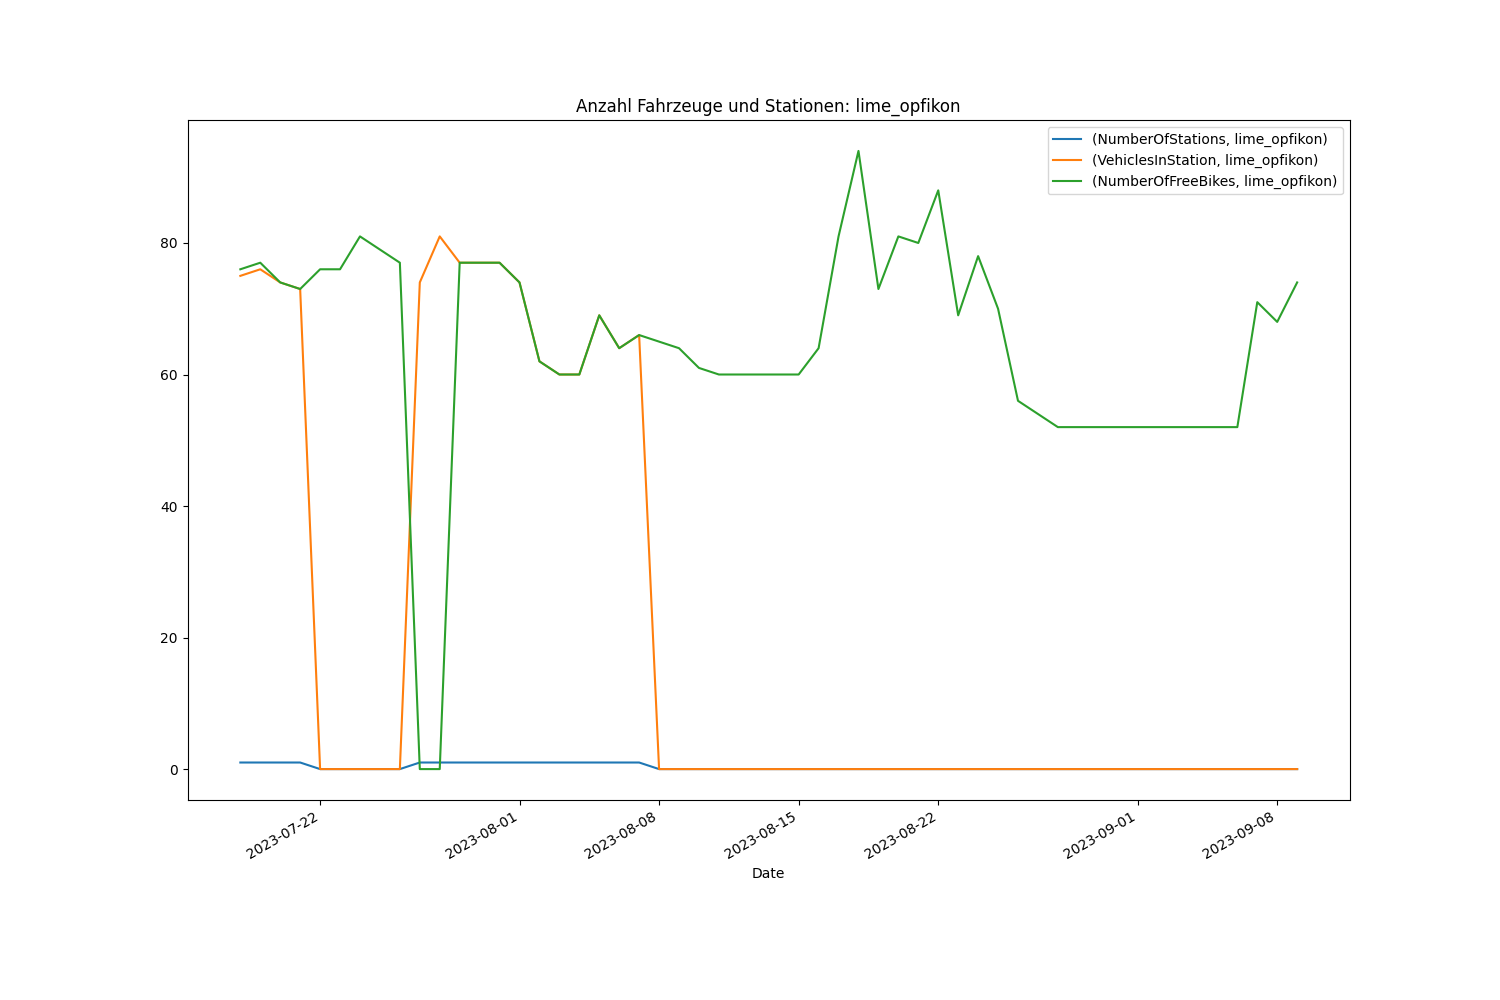 Anzahl Fahrzeuge und Stationen: lime_opfikon
(NumberOfStations, lime_opfikon)
(VehiclesInStation, lime_opfikon)
(NumberOfFreeBikes, lime_opfikon)
80
60
40
20
0
2023-07-22
2023-08-01
2023-08-08
2023-08-15
2023-08-22
2023-09-01
2023-09-08
Date